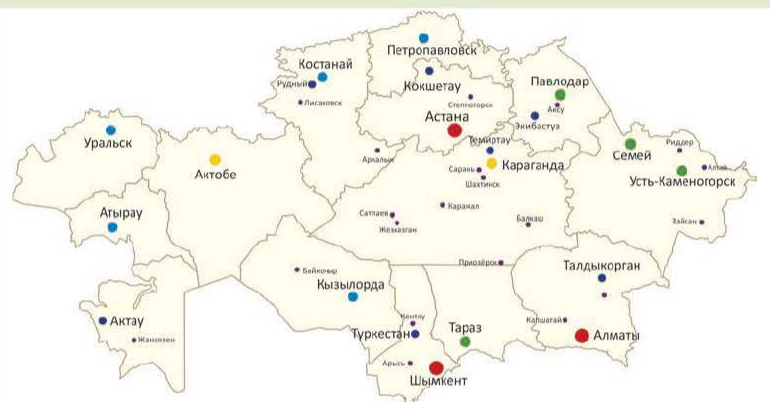 Петропавловск
Костанай
Рудный
Кокшетау
Павлодар
Лисаковск
Степногорск
Аксу
Астана
Экибастуз
Уральск
Темиртау
Риддер
Семей
Аркалык
Караганда
Алтай
Актобе
Сарань
Шахтинск
Усть-Каменогорск
Каражал
Атырау
Сатпаев
Жезказган
Балкаш
Зайсан
Приозёрск
Талдыкорган
Байконыр
Кызылорда
Кентау
Капшагай
Актау
Туркестан
Тараз
Алматы
Жанаозен
Арысь
Шымкент